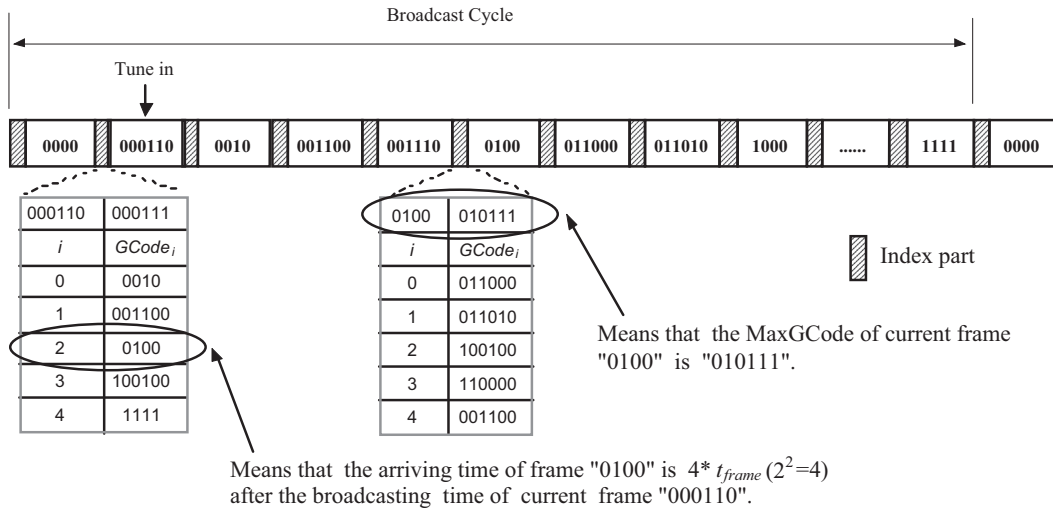 Broadcast Cycle
Tune in
0000 000110 0010 001100 001110 0100 011000 011010 1000 ...... 1111 0000
000110 000111
i GCode i
0 0010
1 001100
2 0100
3 100100
4 1111
0100 010111
i GCode i
0 011000
1 011010
2 100100
3 110000
4 001100
Index part
Means that the MaxGCode of current frame
"0100" is "010111".
Means that the arriving time of frame "0100" is 4* t frame (2²=4)
after the broadcasting time of current frame "000110".